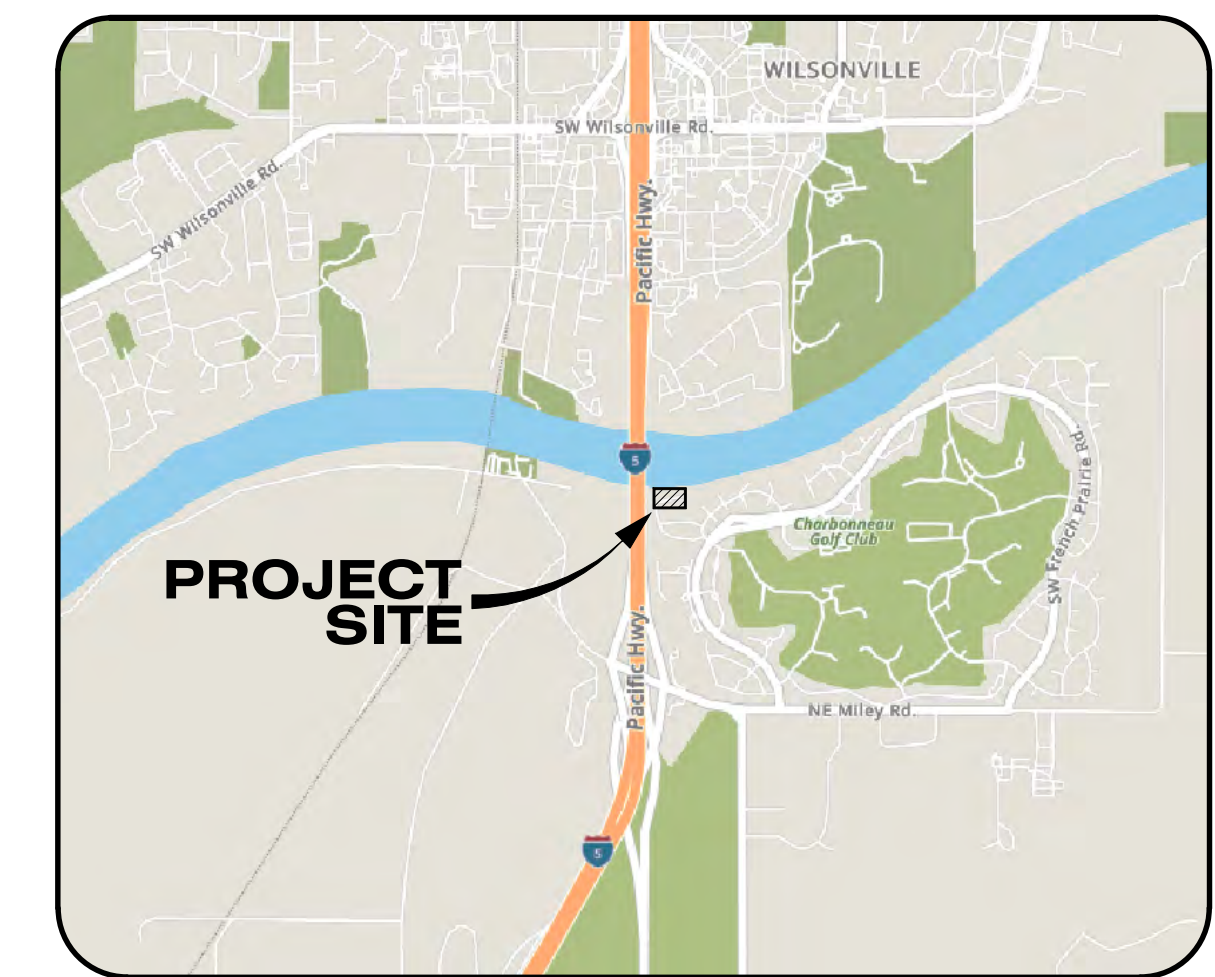 WILSONVILLE
SW Wilsonville Rd.
SW Wilsonville Rd.
Pacific Hwy.
5
Charbonneau
Golf Club
SW French Prairie Rd.
PROJECT
SITE
Pacific Hwy.
NE Miley Rd.
5